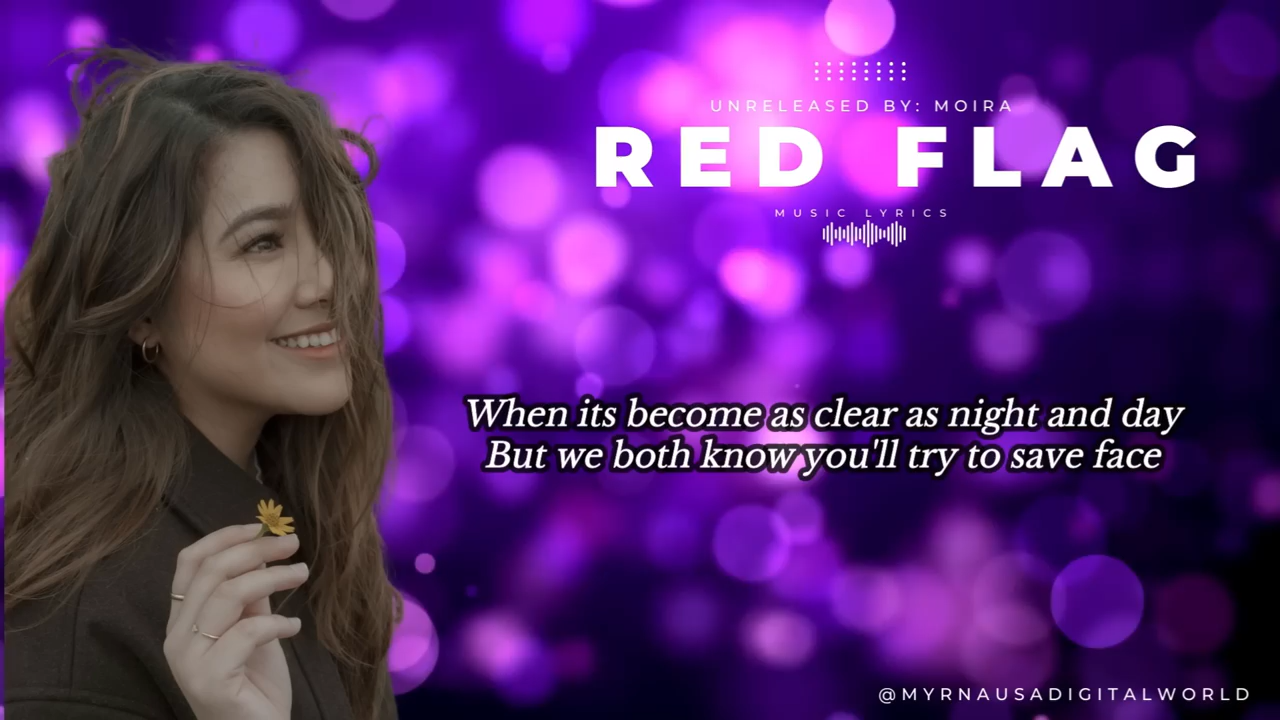 UNRELEASED BY: MOIRA
RED FLAG
MUSIC LYRICS
When its become as clear as night and day
But we both know you'll try to save face
@MYRNAUSADIGITALWORLD